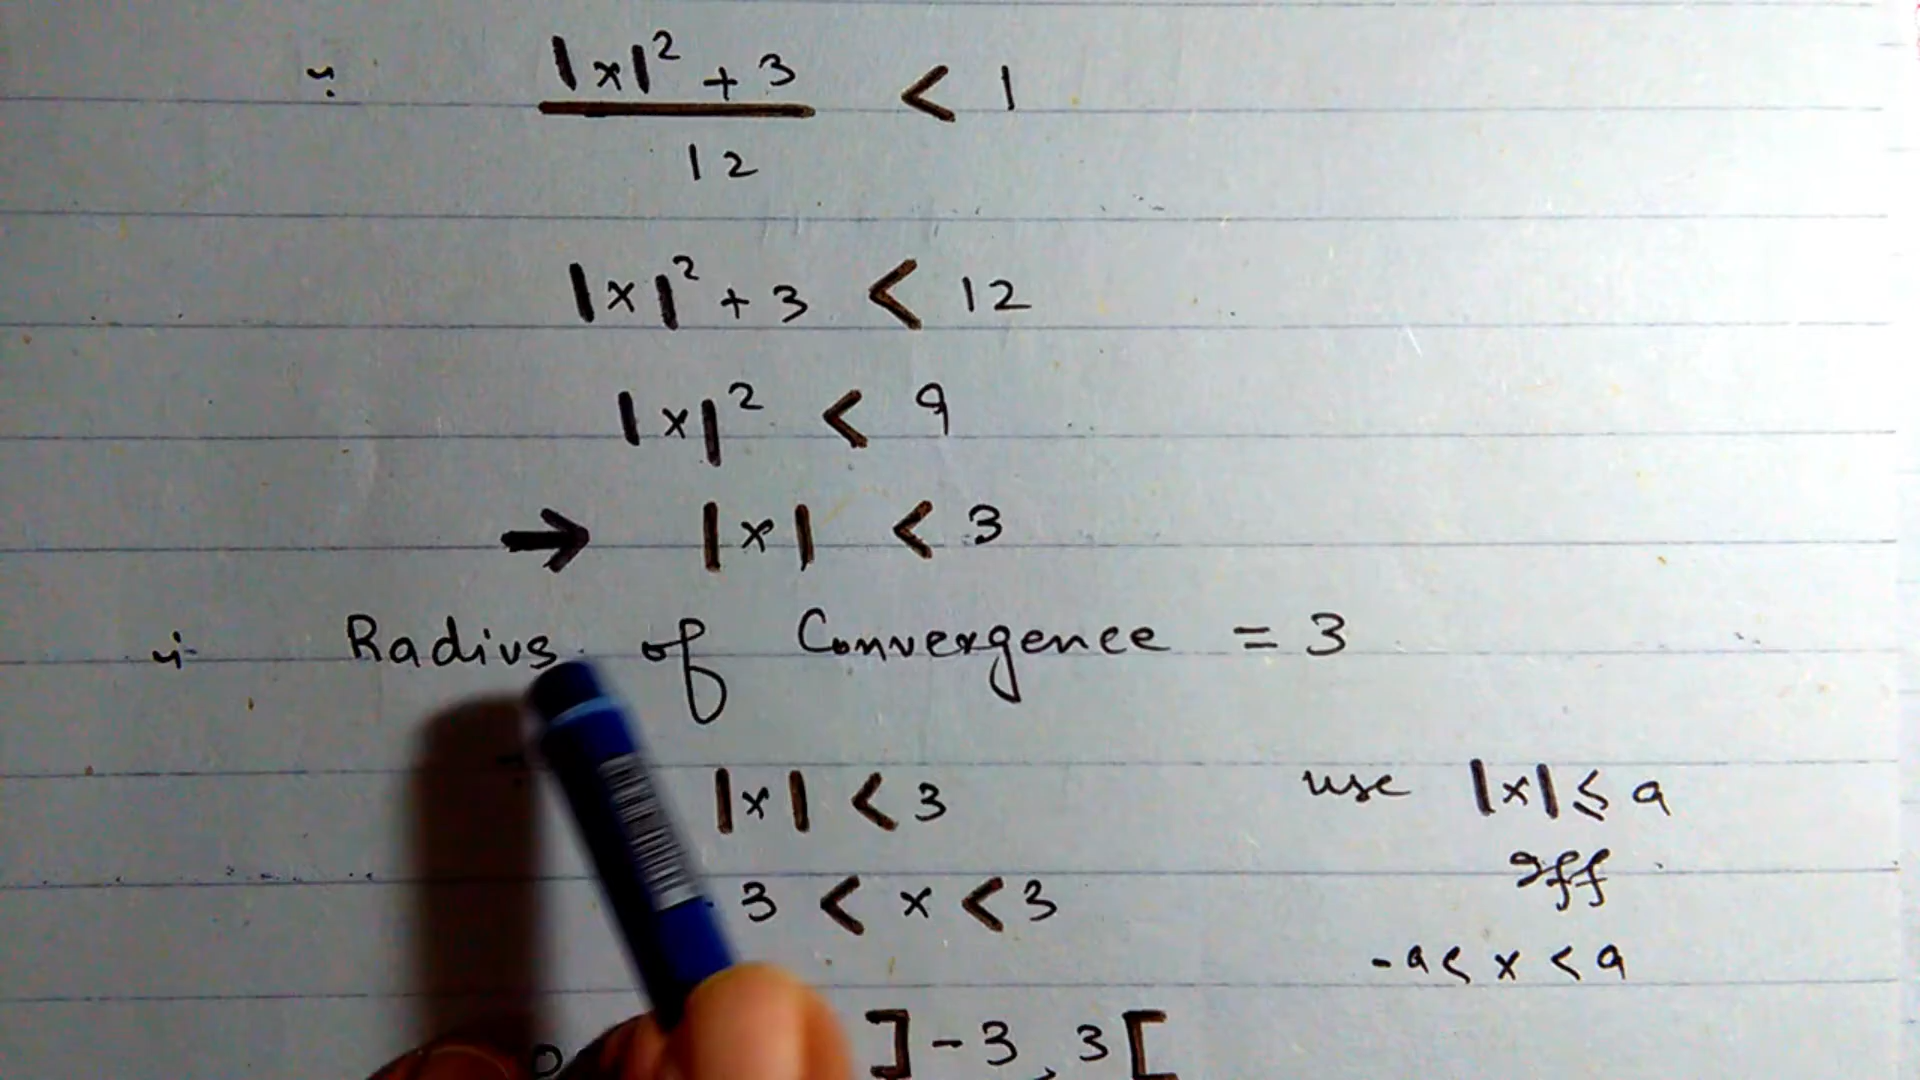 ∵ |x|² + 3 / 12 < 1
|x|² + 3 < 12
|x|² < 9
→ |x| < 3
∴ Radius of Convergence = 3
|x| < 3
3 < x < 3
use |x| ≤ a
iff
-a < x < a
]-3, 3[